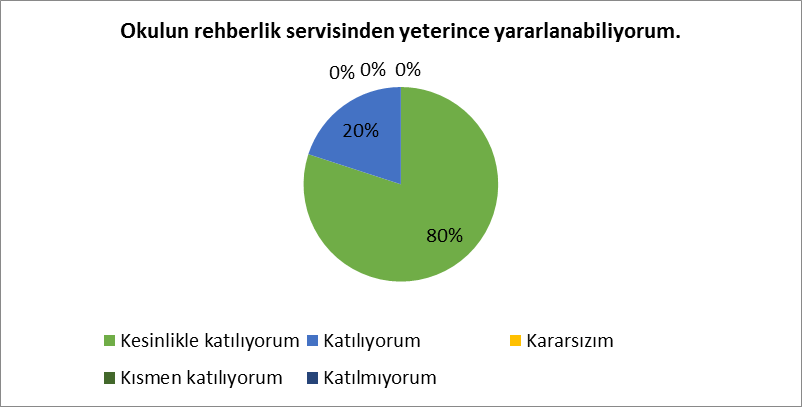 Okulun rehberlik servisinden yeterince yararlanabiliyorum.
0% 0% 0%
20%
80%
Kesinlikle katılıyorum Katılıyorum Kararsızım
Kısmen katılıyorum Katılmıyorum